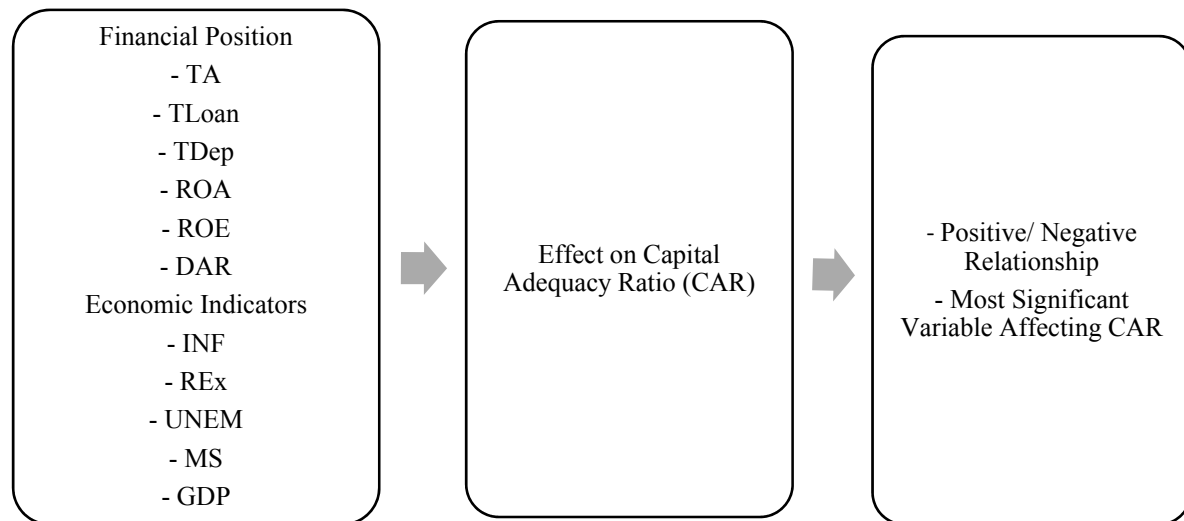 Financial Position
- TA
- TLoan
- TDep
- ROA
- ROE
- DAR
Economic Indicators
- INF
- REx
- UNEM
- MS
- GDP
Effect on Capital
Adequacy Ratio (CAR)
- Positive/ Negative
Relationship
- Most Significant
Variable Affecting CAR